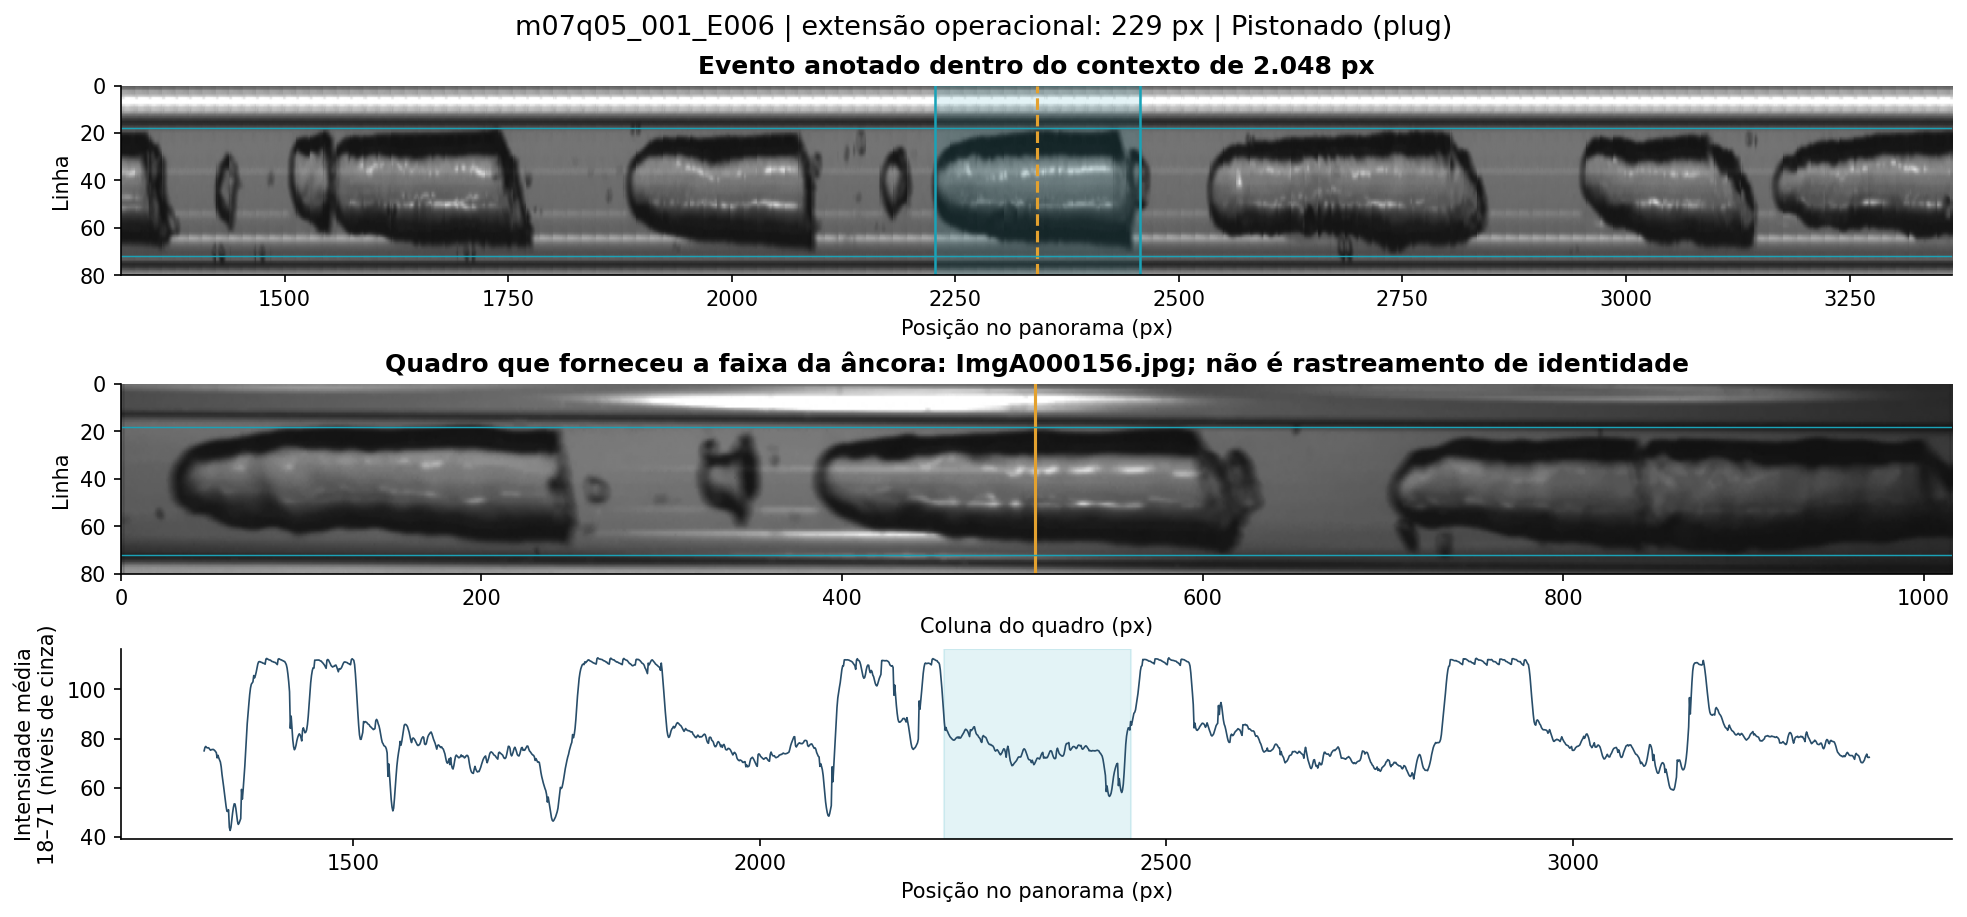 m07q05_001_E006 | extensão operacional: 229 px | Pistonado (plug)
Evento anotado dentro do contexto de 2.048 px
Linha
0
20
40
60
80
1500 1750 2000 2250 2500 2750 3000 3250
Posição no panorama (px)
Quadro que forneceu a faixa da âncora: ImgA000156.jpg; não é rastreamento de identidade
Linha
0
20
40
60
80
0 200 400 600 800 1000
Coluna do quadro (px)
Intensidade média
18–71 (níveis de cinza)
100
80
60
40
1500 2000 2500 3000
Posição no panorama (px)